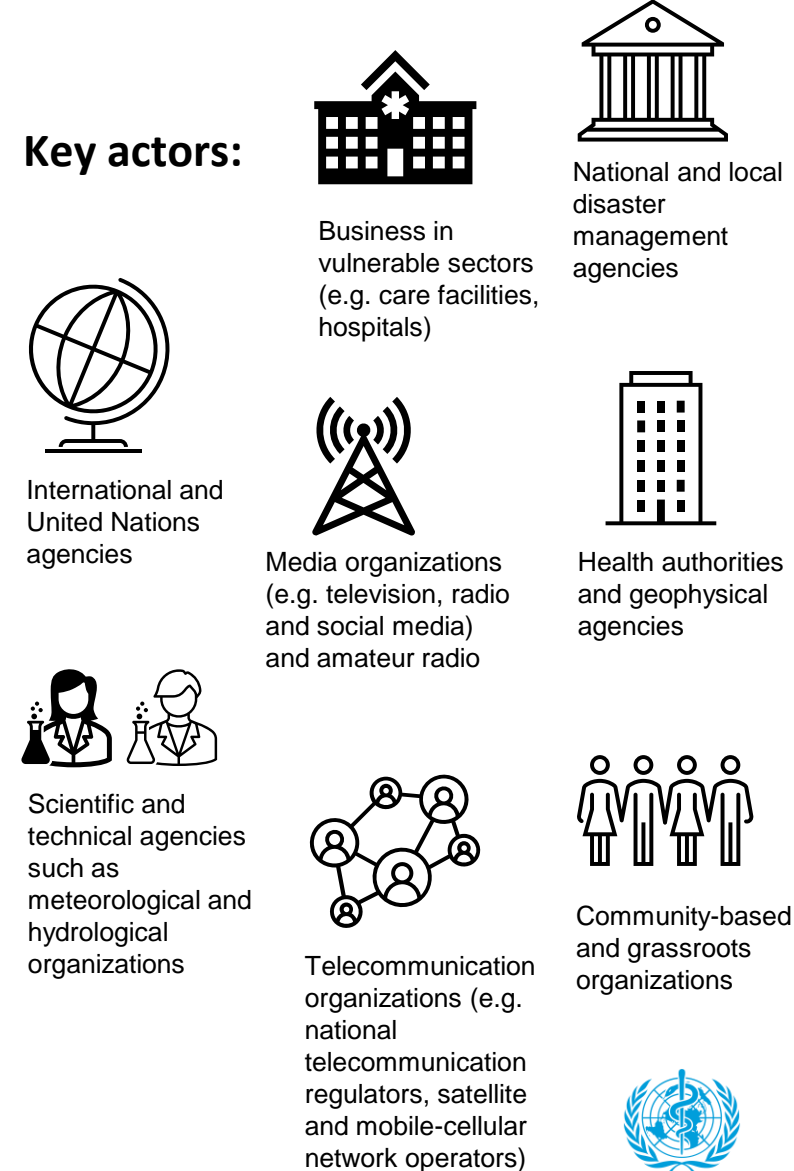 Key actors:
Business in
vulnerable sectors
(e.g. care facilities,
hospitals)
National and local
disaster
management
agencies
International and
United Nations
agencies
Media organizations
(e.g. television, radio
and social media)
and amateur radio
Health authorities
and geophysical
agencies
Scientific and
technical agencies
such as
meteorological and
hydrological
organizations
Telecommunication
organizations (e.g.
national
telecommunication
regulators, satellite
and mobile-cellular
network operators)
Community-based
and grassroots
organizations